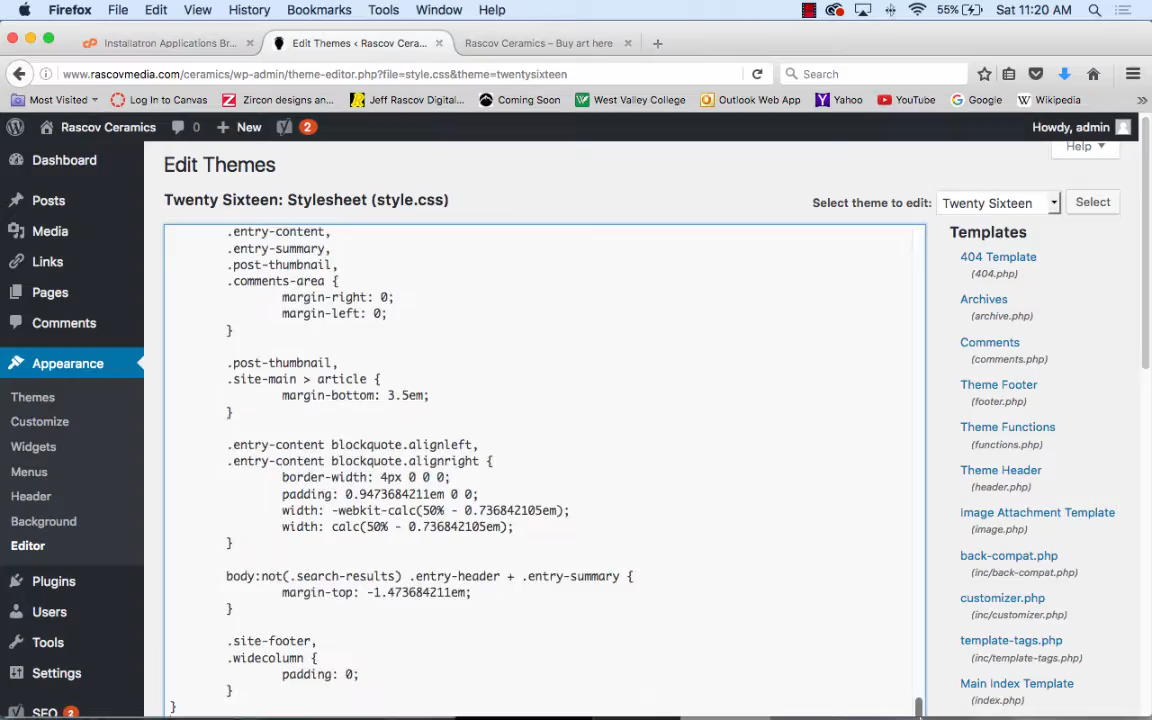 Firefox File Edit View History Bookmarks Tools Window Help 55% Sat 11:20 AM
Installatron Applications Br... × Edit Themes < Rascov Cera... × Rascov Ceramics – Buy art here × +
www.rascovmedia.com/ceramics/wp-admin/theme-editor.php?file=style.css&theme=twentysixteen Search
Most Visited Log In to Canvas Zircon designs an... Jeff Rascov Digital... Coming Soon West Valley College Outlook Web App Yahoo YouTube Google Wikipedia »
Rascov Ceramics 0 + New 2 Howdy, admin
Help
Dashboard
Posts
Media
Links
Pages
Comments
Appearance
Themes
Customize
Widgets
Menus
Header
Background
Editor
Plugins
Users
Tools
Settings
SEO 2
Edit Themes
Twenty Sixteen: Stylesheet (style.css)
Select theme to edit: Twenty Sixteen Select
.entry-content,
.entry-summary,
.post-thumbnail,
.comments-area {
margin-right: 0;
margin-left: 0;
}
.post-thumbnail,
.site-main > article {
margin-bottom: 3.5em;
}
.entry-content blockquote.alignleft,
.entry-content blockquote.alignright {
border-width: 4px 0 0 0;
padding: 0.9473684211em 0 0;
width: -webkit-calc(50% - 0.736842105em);
width: calc(50% - 0.736842105em);
}
body:not(.search-results) .entry-header + .entry-summary {
margin-top: -1.473684211em;
}
.site-footer,
.widecolumn {
padding: 0;
}
}
Templates
404 Template
(404.php)
Archives
(archive.php)
Comments
(comments.php)
Theme Footer
(footer.php)
Theme Functions
(functions.php)
Theme Header
(header.php)
Image Attachment Template
(image.php)
back-compat.php
(inc/back-compat.php)
customizer.php
(inc/customizer.php)
template-tags.php
(inc/template-tags.php)
Main Index Template
(index.php)